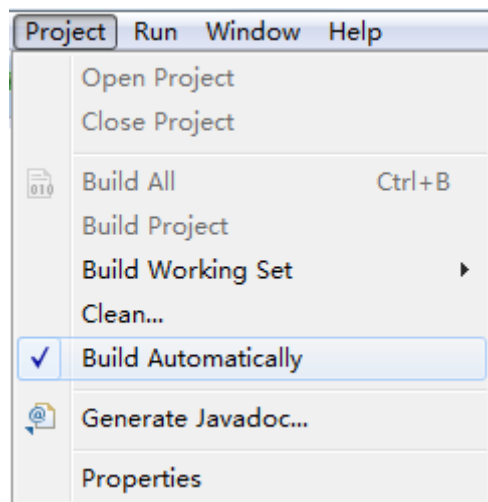 Project Run Window Help
Open Project
Close Project
010
Build All Ctrl+B
Build Project
Build Working Set
Clean...
Build Automatically
@
Generate Javadoc...
Properties